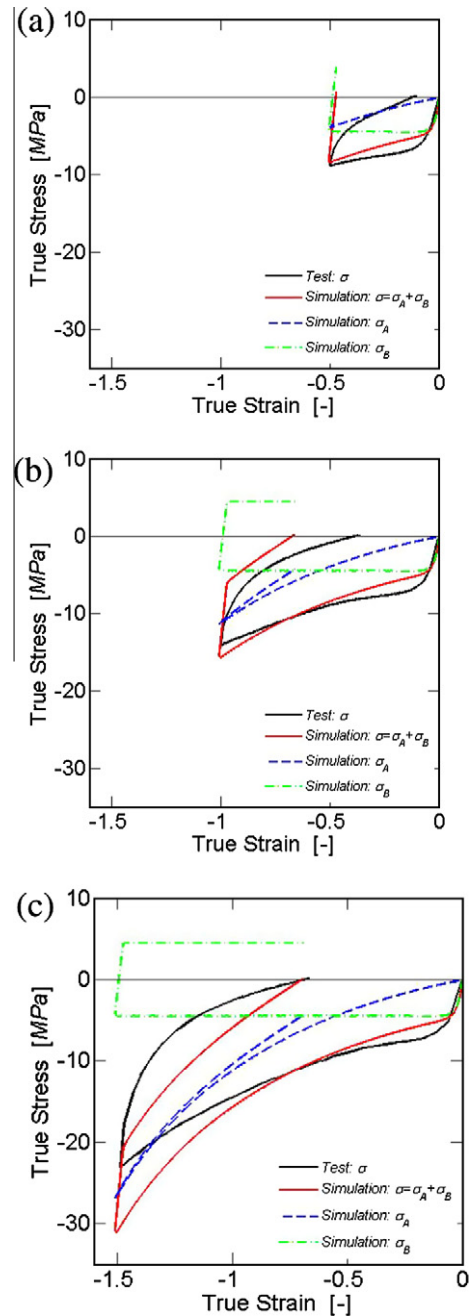 (a)
10
0
-10
-20
-30
True Stress [MPa]
Test: σ
Simulation: σ=σA+σB
Simulation: σA
Simulation: σB
-1.5 -1 -0.5 0
True Strain [-]
(b)
10
0
-10
-20
-30
True Stress [MPa]
Test: σ
Simulation: σ=σA+σB
Simulation: σA
Simulation: σB
-1.5 -1 -0.5 0
True Strain [-]
(c)
10
0
-10
-20
-30
True Stress [MPa]
Test: σ
Simulation: σ=σA+σB
Simulation: σA
Simulation: σB
-1.5 -1 -0.5 0
True Strain [-]